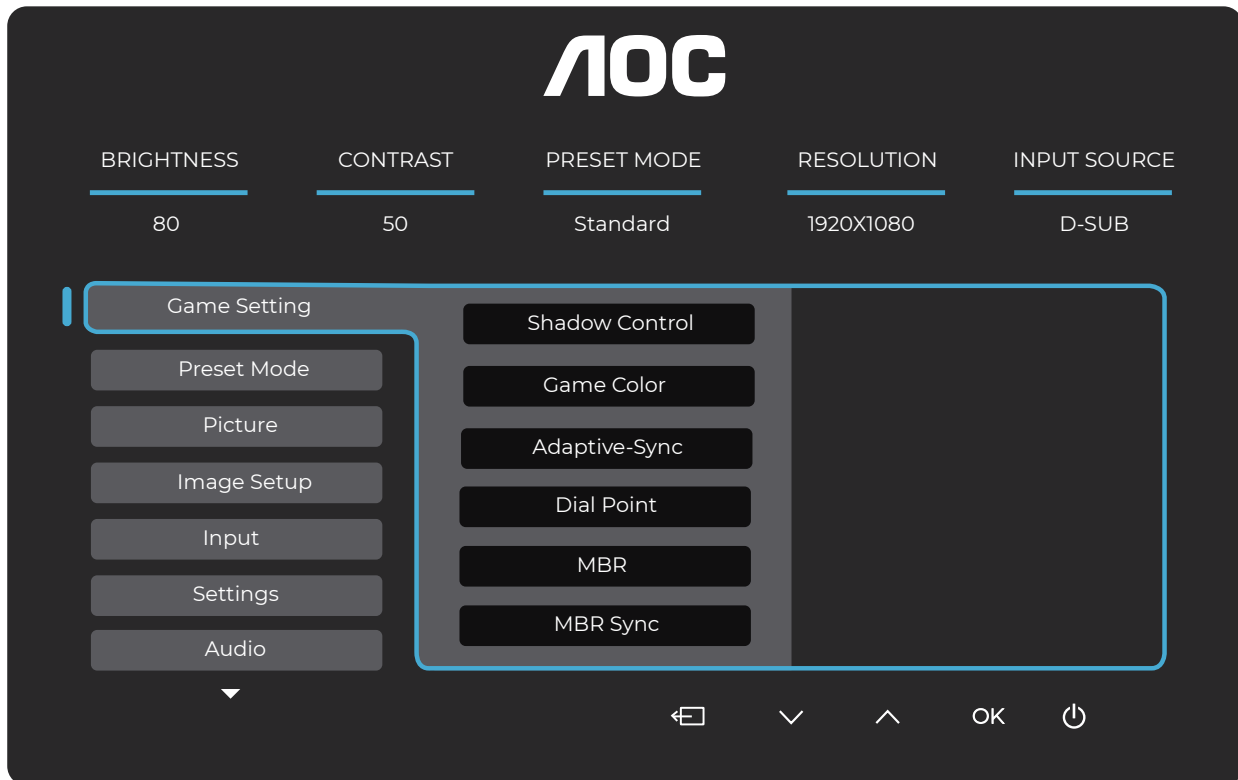 AOC
BRIGHTNESS CONTRAST PRESET MODE RESOLUTION INPUT SOURCE
80 50 Standard 1920X1080 D-SUB
Game Setting
Preset Mode
Picture
Image Setup
Input
Settings
Audio
Shadow Control
Game Color
Adaptive-Sync
Dial Point
MBR
MBR Sync
OK